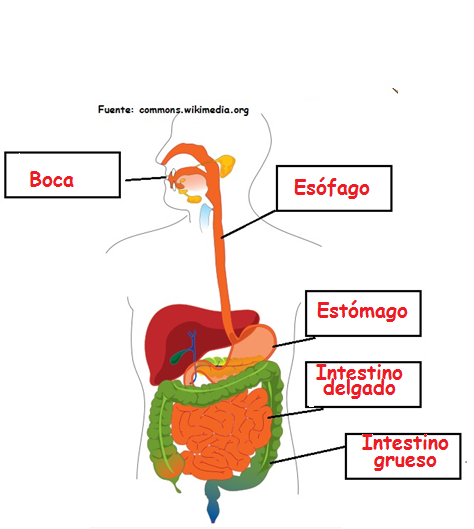 Fuente: commons.wikimedia.org
Boca
Esófago
Estómago
Intestino
delgado
Intestino
grueso